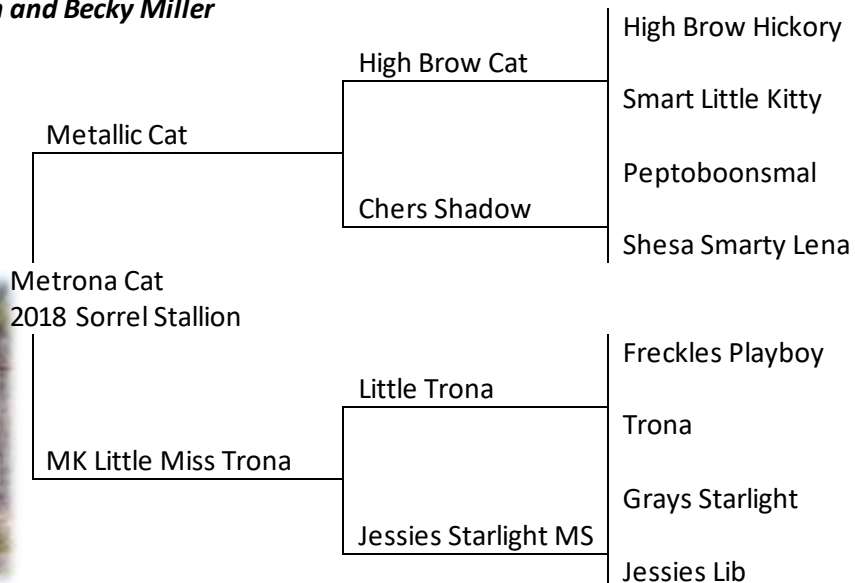 and Becky Miller
High Brow Hickory
High Brow Cat
Smart Little Kitty
Metallic Cat
Peptoboonsmal
Chers Shadow
Shesa Smarty Lena
Metrona Cat
2018 Sorrel Stallion
Freckles Playboy
Little Trona
Trona
MK Little Miss Trona
Grays Starlight
Jessies Starlight MS
Jessies Lib